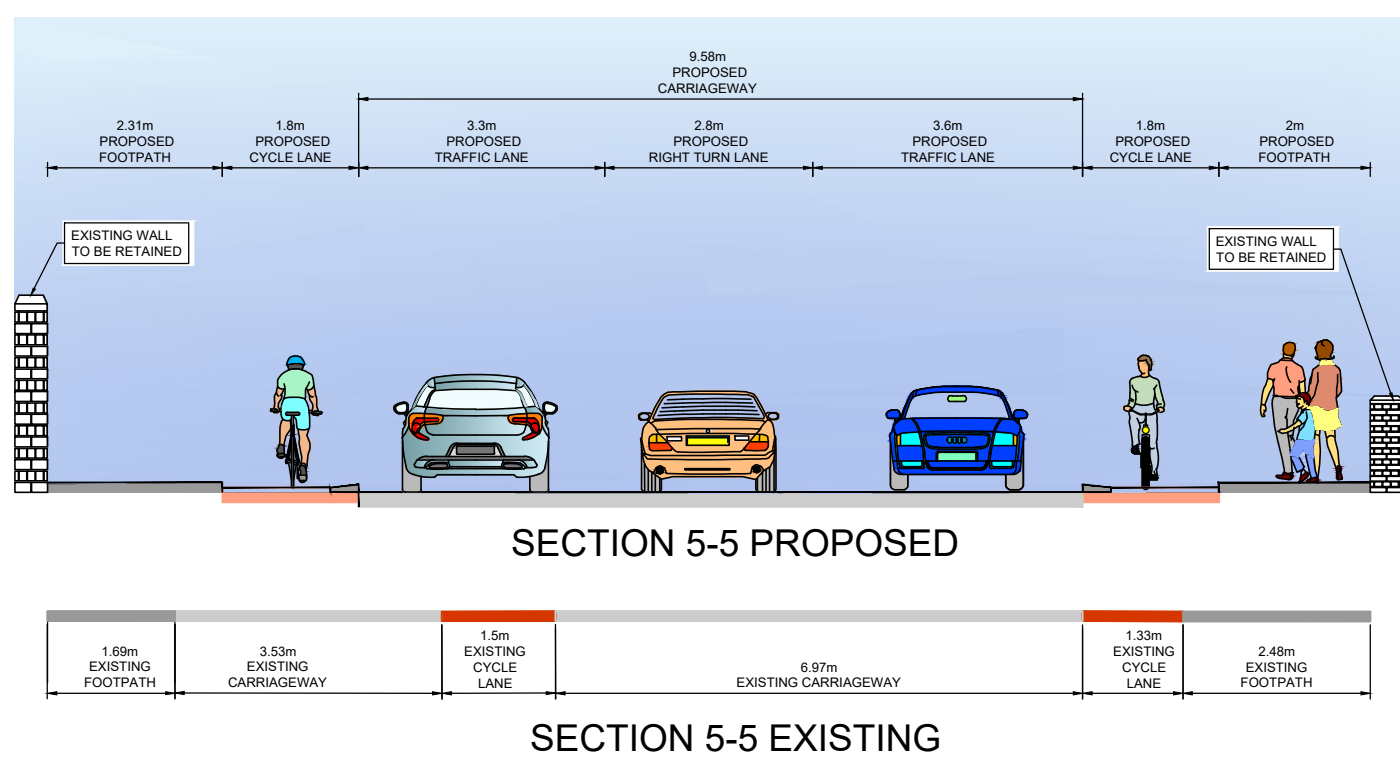 9.58m
PROPOSED
CARRIAGEWAY
2.31m
PROPOSED
FOOTPATH
1.8m
PROPOSED
CYCLE LANE
3.3m
PROPOSED
TRAFFIC LANE
2.8m
PROPOSED
RIGHT TURN LANE
3.6m
PROPOSED
TRAFFIC LANE
1.8m
PROPOSED
CYCLE LANE
2m
PROPOSED
FOOTPATH
EXISTING WALL
TO BE RETAINED
EXISTING WALL
TO BE RETAINED
SECTION 5-5 PROPOSED
1.69m
EXISTING
FOOTPATH
3.53m
EXISTING
CARRIAGEWAY
1.5m
EXISTING
CYCLE
LANE
6.97m
EXISTING CARRIAGEWAY
1.33m
EXISTING
CYCLE
LANE
2.48m
EXISTING
FOOTPATH
SECTION 5-5 EXISTING